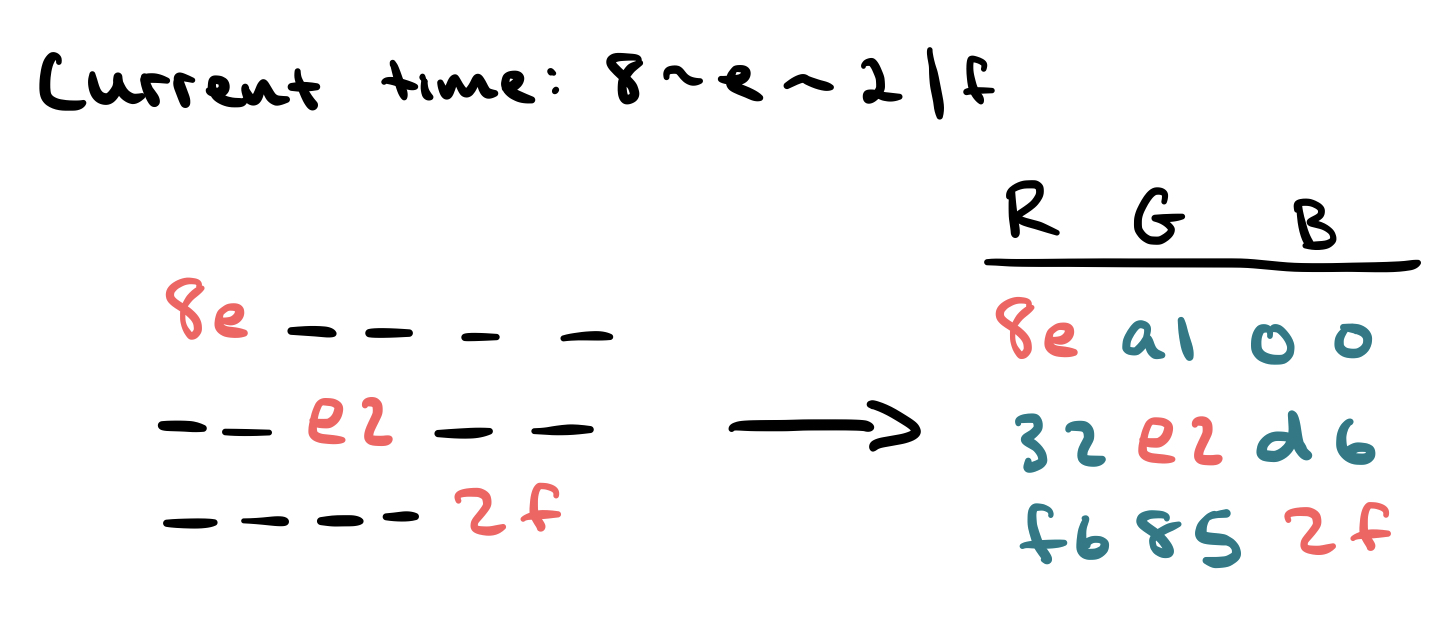 Current time: 8~e~2|f
R G B
8e _ _ _ _
8e a1 00
_ _ e2 _ _
32 e2 d6
_ _ _ _ 2f
f6 85 2f